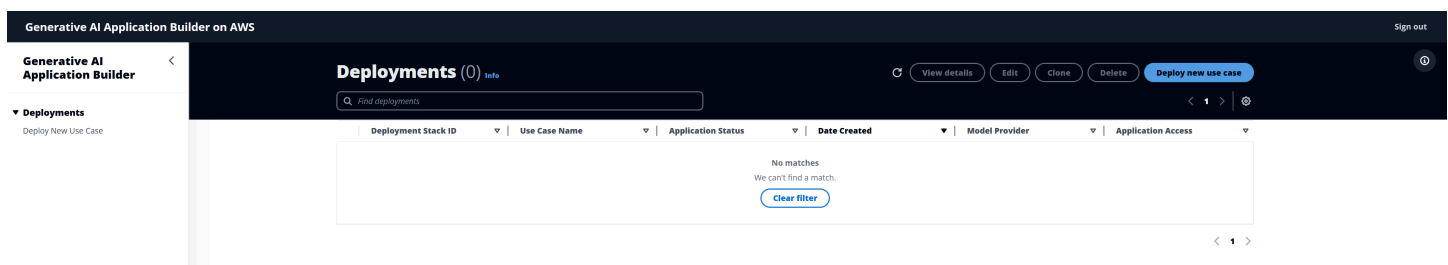 Generative AI Application Builder on AWS
Sign out
Generative AI
Application Builder
Deployments
Deploy New Use Case
Deployments (0) Info
View details
Edit
Clone
Delete
Deploy new use case
Find deployments
1
Deployment Stack ID
Use Case Name
Application Status
Date Created
Model Provider
Application Access
No matches
We can't find a match.
Clear filter
1